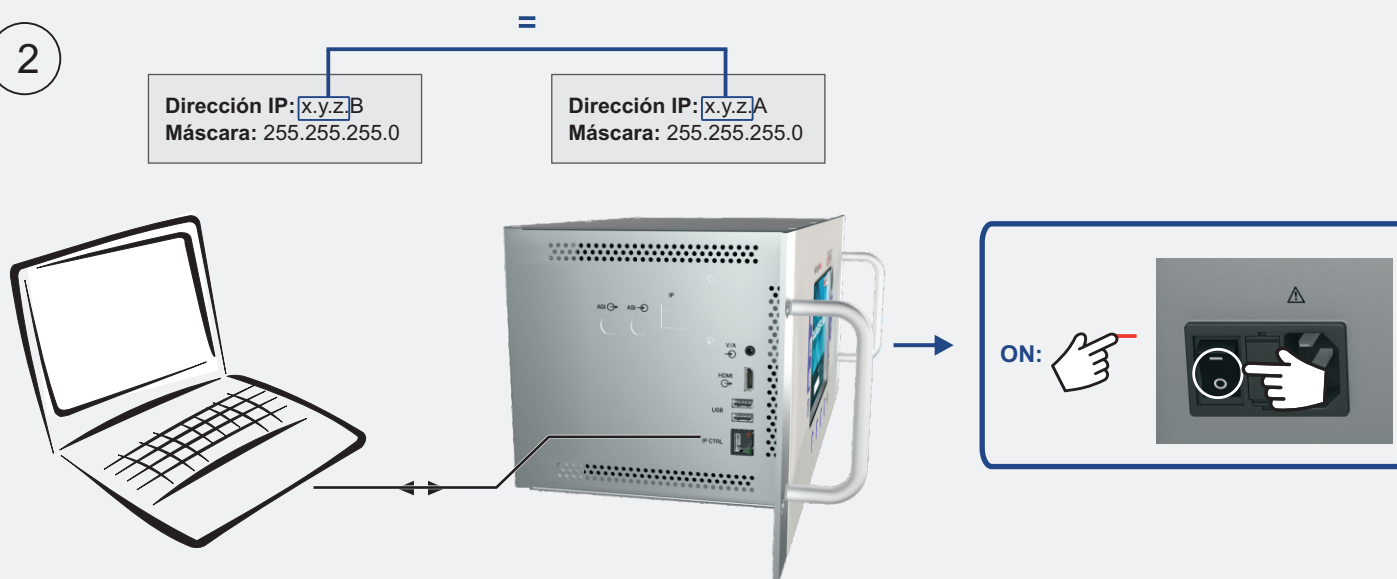 =
2
Dirección IP: x.y.z.B
Máscara: 255.255.255.0
Dirección IP: x.y.z.A
Máscara: 255.255.255.0
ASI
ASI
IP
V/A
HDMI
USB
IP CTRL
ON: